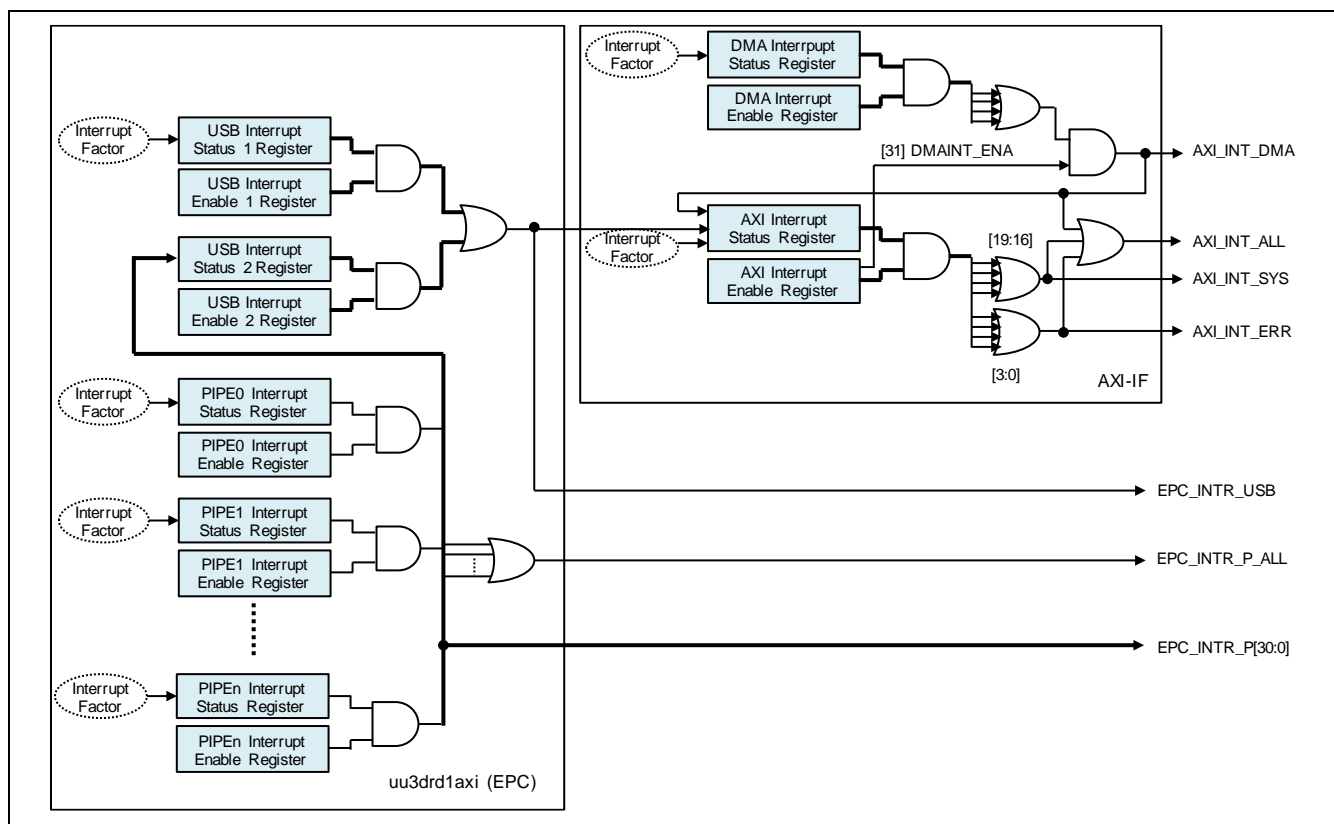 Interrupt
Factor
USB Interrupt
Status 1 Register
USB Interrupt
Enable 1 Register
USB Interrupt
Status 2 Register
USB Interrupt
Enable 2 Register
Interrupt
Factor
PIPE0 Interrupt
Status Register
PIPE0 Interrupt
Enable Register
Interrupt
Factor
PIPE1 Interrupt
Status Register
PIPE1 Interrupt
Enable Register
Interrupt
Factor
PIPEn Interrupt
Status Register
PIPEn Interrupt
Enable Register
uu3drd1axi (EPC)
Interrupt
Factor
DMA Interrpupt
Status Register
DMA Interrupt
Enable Register
[31] DMAINT_ENA
Interrupt
Factor
AXI Interrupt
Status Register
AXI Interrupt
Enable Register
[19:16]
[3:0]
AXI-IF
AXI_INT_DMA
AXI_INT_ALL
AXI_INT_SYS
AXI_INT_ERR
EPC_INTR_USB
EPC_INTR_P_ALL
EPC_INTR_P[30:0]